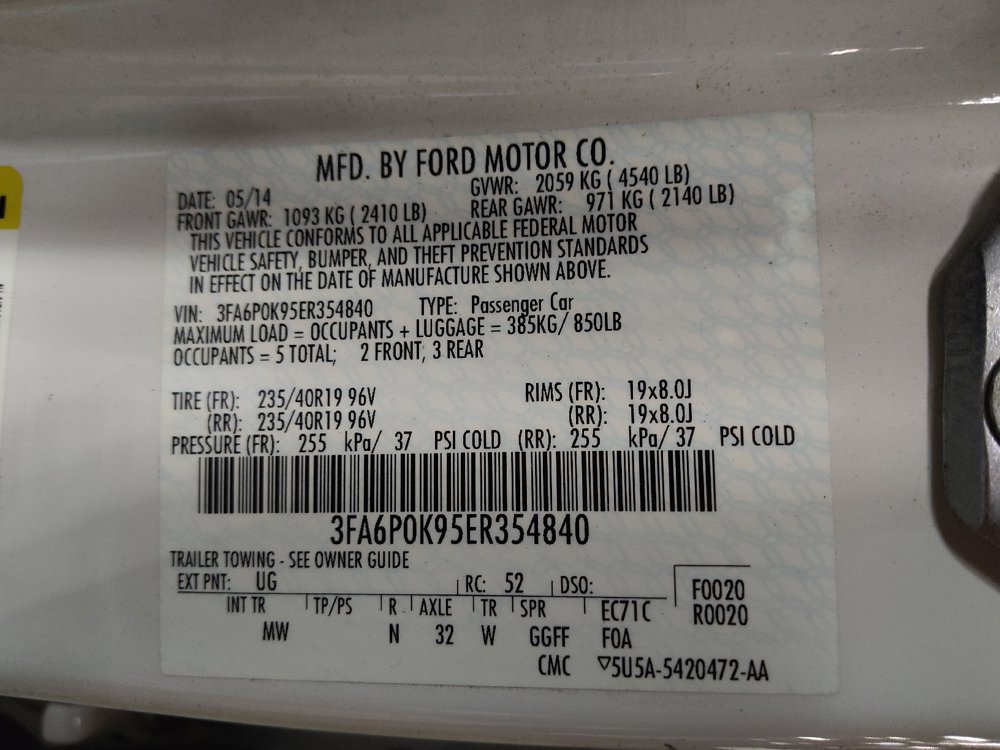 MFD. BY FORD MOTOR CO.
DATE: 05/14 GVWR: 2059 KG ( 4540 LB)
FRONT GAWR: 1093 KG ( 2410 LB) REAR GAWR: 971 KG ( 2140 LB)
THIS VEHICLE CONFORMS TO ALL APPLICABLE FEDERAL MOTOR
VEHICLE SAFETY, BUMPER, AND THEFT PREVENTION STANDARDS
IN EFFECT ON THE DATE OF MANUFACTURE SHOWN ABOVE.
VIN: 3FA6P0K95ER354840 TYPE: Passenger Car
MAXIMUM LOAD = OCCUPANTS + LUGGAGE = 385KG/ 850LB
OCCUPANTS = 5 TOTAL; 2 FRONT; 3 REAR
TIRE (FR): 235/40R19 96V RIMS (FR): 19x8.0J
(RR): 235/40R19 96V (RR): 19x8.0J
PRESSURE (FR): 255 kPa/ 37 PSI COLD (RR): 255 kPa/ 37 PSI COLD
3FA6P0K95ER354840
TRAILER TOWING - SEE OWNER GUIDE
EXT PNT: UG RC: 52 DSO: F0020
INT TR TP/PS R AXLE TR SPR EC71C R0020
MW N 32 W GGFF F0A
CMC ▽5U5A-5420472-AA